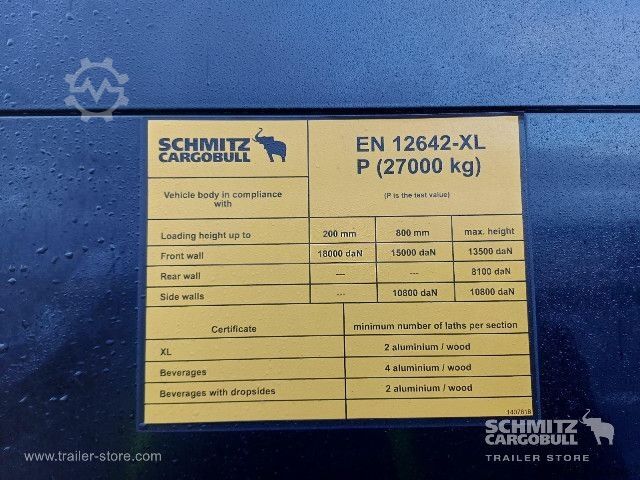 SCHMITZ
CARGOBULL
EN 12642-XL
P (27000 kg)
Vehicle body in compliance
with
(P is the test value)
Loading height up to 200 mm 800 mm max. height
Front wall 18000 daN 15000 daN 13500 daN
Rear wall --- --- 8100 daN
Side walls --- 10800 daN 10800 daN
Certificate minimum number of laths per section
XL 2 aluminium / wood
Beverages 4 aluminium / wood
Beverages with dropsides 2 aluminium / wood
1407618
www.trailer-store.com
SCHMITZ
CARGOBULL
TRAILER STORE